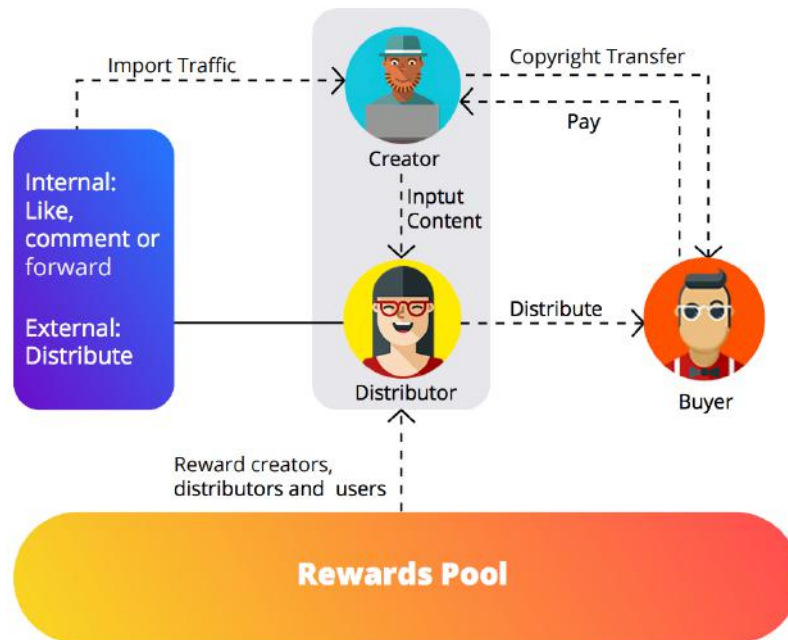 Import Traffic
Copyright Transfer
Pay
Creator
Internal:
Like,
comment or
forward
External:
Distribute
Inptut
Content
Distribute
Distributor
Buyer
Reward creators,
distributors and users
Rewards Pool